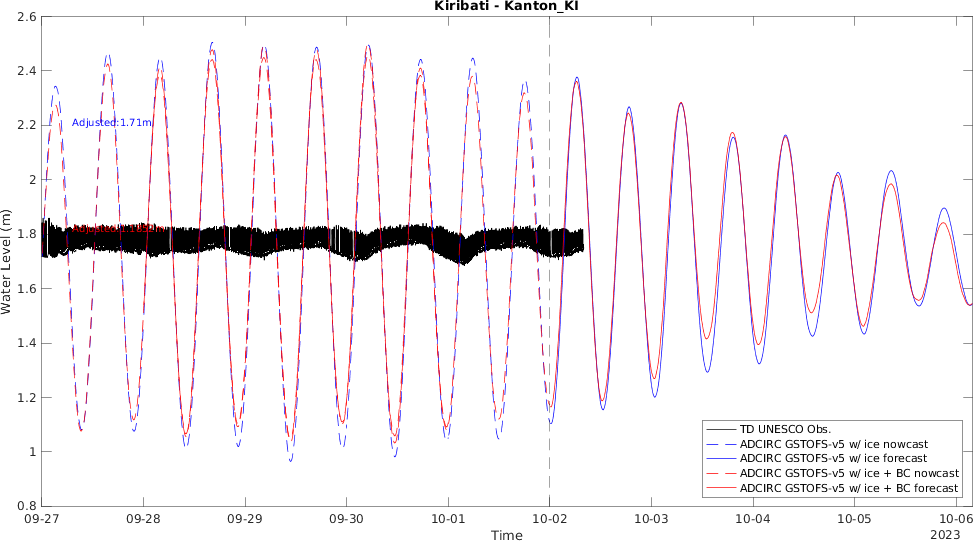 Kiribati - Kanton_KI
2.6
2.4
2.2
2
1.8
1.6
1.4
1.2
1
0.8
Water Level (m)
Adjusted:1.71m
TD UNESCO Obs.
ADCIRC GSTOFS-v5 w/ ice nowcast
ADCIRC GSTOFS-v5 w/ ice forecast
ADCIRC GSTOFS-v5 w/ ice + BC nowcast
ADCIRC GSTOFS-v5 w/ ice + BC forecast
09-27
09-28
09-29
09-30
10-01
10-02
10-03
10-04
10-05
10-06
2023
Time